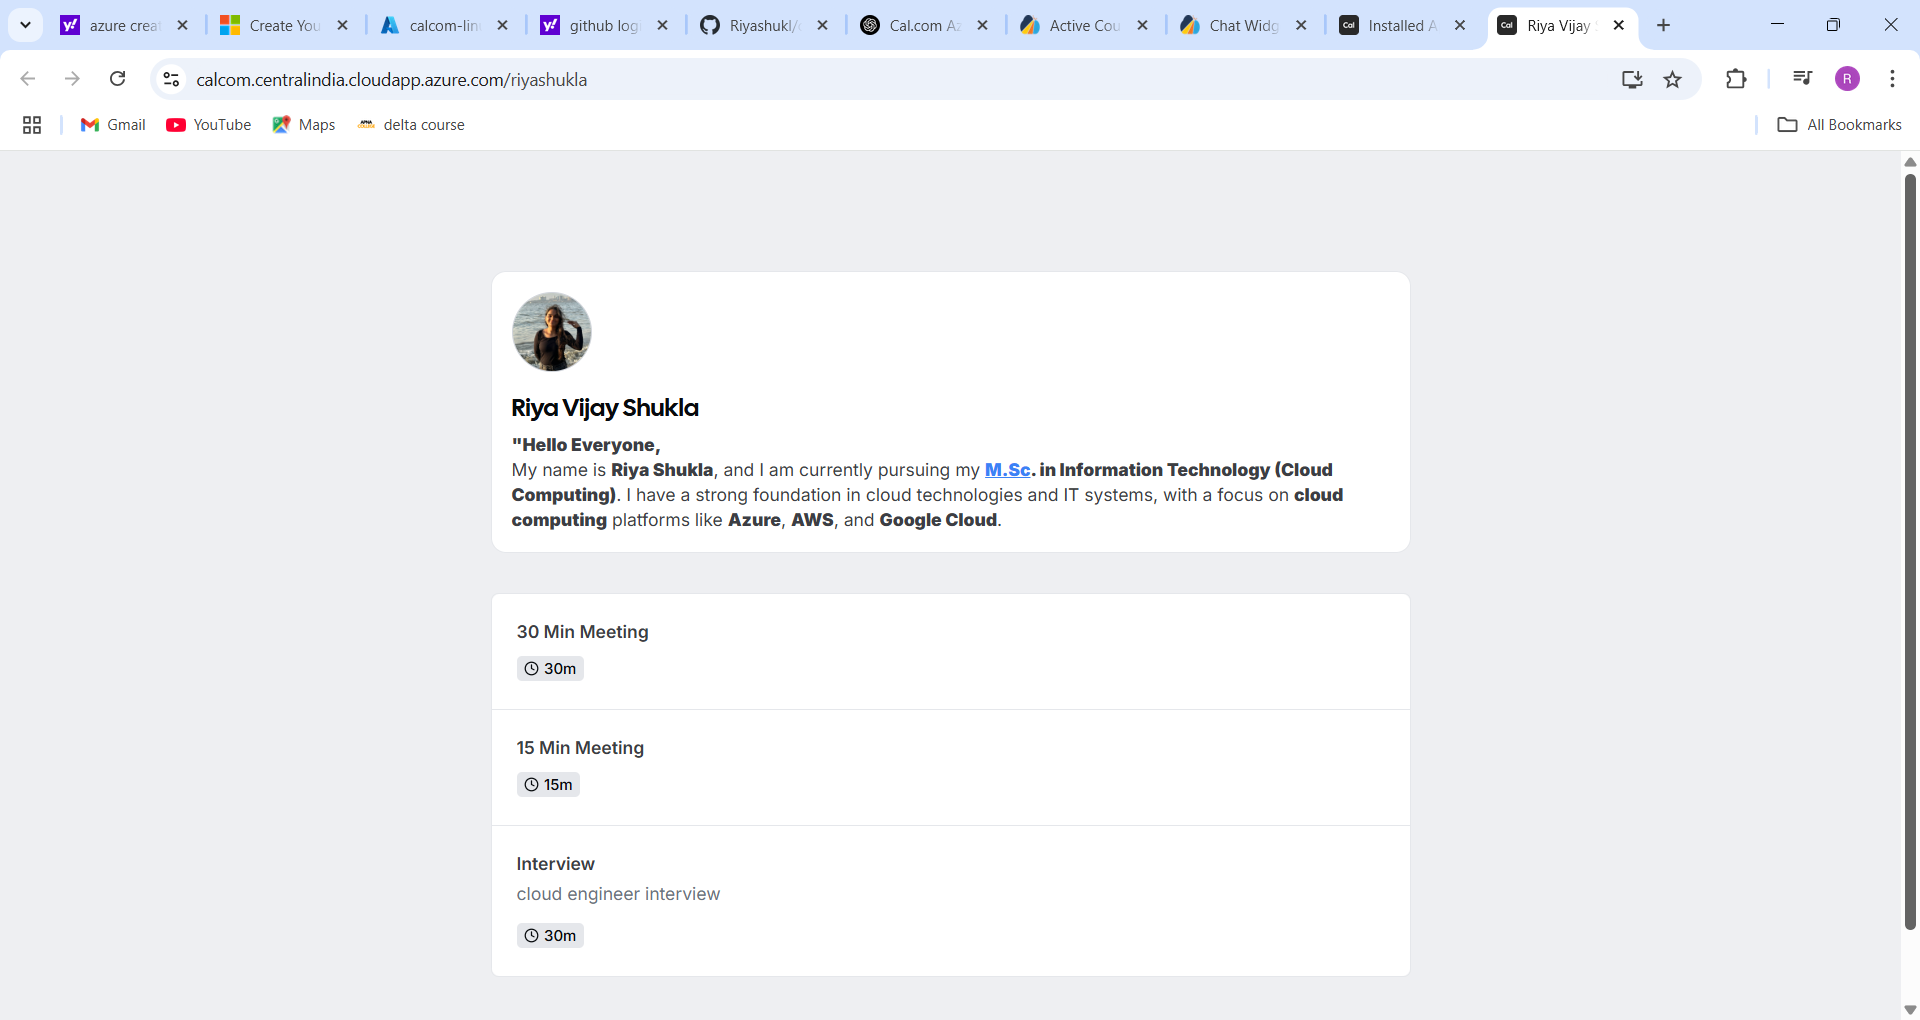 azure creat
Create You
calcom-lin
github log
Riyashukl/c
Cal.com Az
Active Cou
Chat Widg
Cal
Installed A
Cal
Riya Vijay S
calcom.centralindia.cloudapp.azure.com/riyashukla
R
Gmail
YouTube
Maps
delta course
All Bookmarks
Riya Vijay Shukla
"Hello Everyone,
My name is Riya Shukla, and I am currently pursuing my M.Sc. in Information Technology (Cloud
Computing). I have a strong foundation in cloud technologies and IT systems, with a focus on cloud
computing platforms like Azure, AWS, and Google Cloud.
30 Min Meeting
30m
15 Min Meeting
15m
Interview
cloud engineer interview
30m